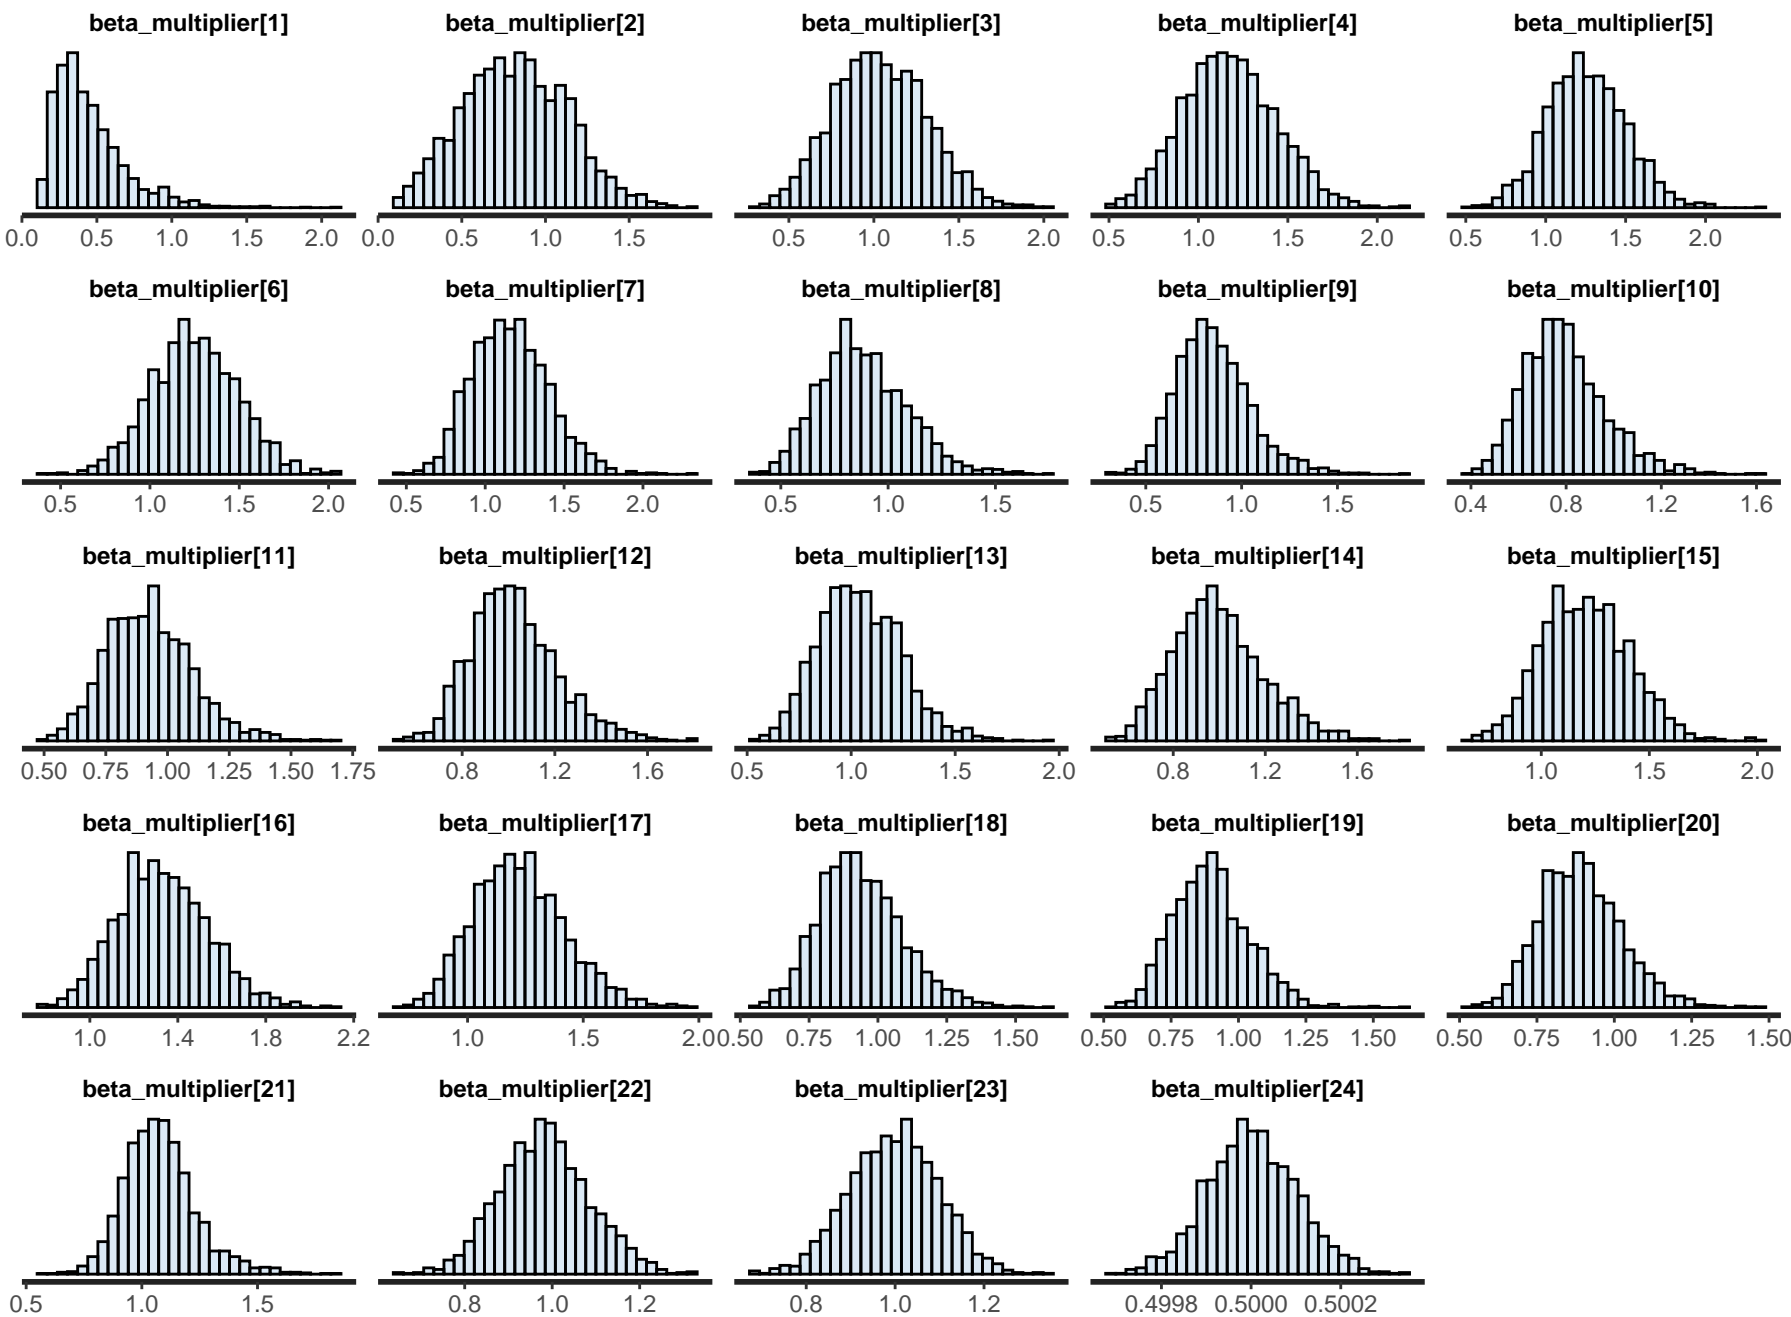 beta_multiplier[1] beta_multiplier[2] beta_multiplier[3] beta_multiplier[4] beta_multiplier[5]
0.0 0.5 1.0 1.5 2.0 0.0 0.5 1.0 1.5 0.5 1.0 1.5 2.0 0.5 1.0 1.5 2.0 0.5 1.0 1.5 2.0
beta_multiplier[6] beta_multiplier[7] beta_multiplier[8] beta_multiplier[9] beta_multiplier[10]
0.5 1.0 1.5 2.0 0.5 1.0 1.5 2.0 0.5 1.0 1.5 0.5 1.0 1.5 0.4 0.8 1.2 1.6
beta_multiplier[11] beta_multiplier[12] beta_multiplier[13] beta_multiplier[14] beta_multiplier[15]
0.50 0.75 1.00 1.25 1.50 1.75 0.8 1.2 1.6 0.5 1.0 1.5 2.0 0.8 1.2 1.6 1.0 1.5 2.0
beta_multiplier[16] beta_multiplier[17] beta_multiplier[18] beta_multiplier[19] beta_multiplier[20]
1.0 1.4 1.8 2.2 1.0 1.5 2.0 0.50 0.75 1.00 1.25 1.50 0.50 0.75 1.00 1.25 1.50 0.50 0.75 1.00 1.25 1.50
beta_multiplier[21] beta_multiplier[22] beta_multiplier[23] beta_multiplier[24]
0.5 1.0 1.5 0.8 1.0 1.2 0.8 1.0 1.2 0.4998 0.5000 0.5002